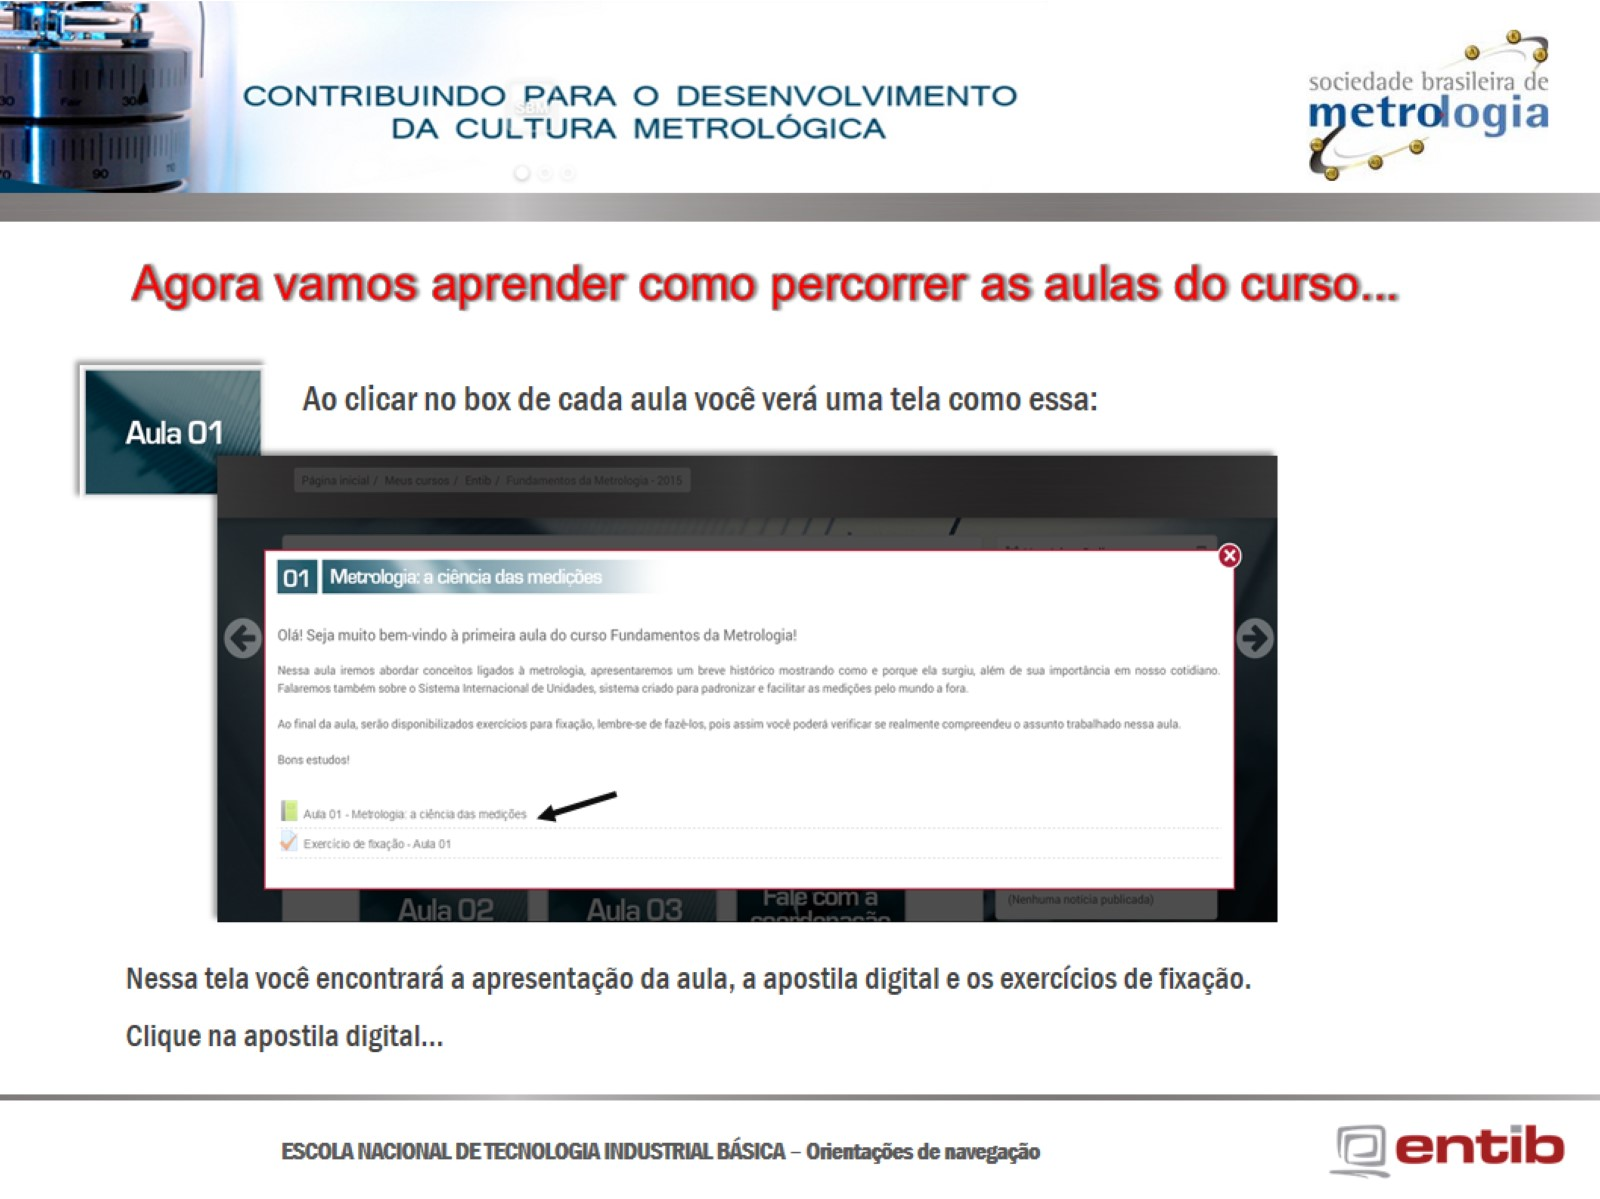 CONTRIBUINDO PARA O DESENVOLVIMENTO
DA CULTURA METROLÓGICA
SBM
sociedade brasileira de
metrologia
Agora vamos aprender como percorrer as aulas do curso...
Aula 01
Ao clicar no box de cada aula você verá uma tela como essa:
Página inicial / Meus cursos / Entib / Fundamentos da Metrologia - 2015
01 Metrologia: a ciência das medições
Olá! Seja muito bem-vindo à primeira aula do curso Fundamentos da Metrologia!
Nessa aula iremos abordar conceitos ligados à metrologia, apresentaremos um breve histórico mostrando como e porque ela surgiu, além de sua importância em nosso cotidiano.
Falaremos também sobre o Sistema Internacional de Unidades, sistema criado para padronizar e facilitar as medições pelo mundo a fora.
Ao final da aula, serão disponibilizados exercícios para fixação, lembre-se de fazê-los, pois assim você poderá verificar se realmente compreendeu o assunto trabalhado nessa aula.
Bons estudos!
Aula 01 - Metrologia: a ciência das medições
Exercício de fixação - Aula 01
Aula 02
Aula 03
Fale com a
coordenação
(Nenhuma notícia publicada)
Nessa tela você encontrará a apresentação da aula, a apostila digital e os exercícios de fixação.
Clique na apostila digital...
ESCOLA NACIONAL DE TECNOLOGIA INDUSTRIAL BÁSICA – Orientações de navegação
entib